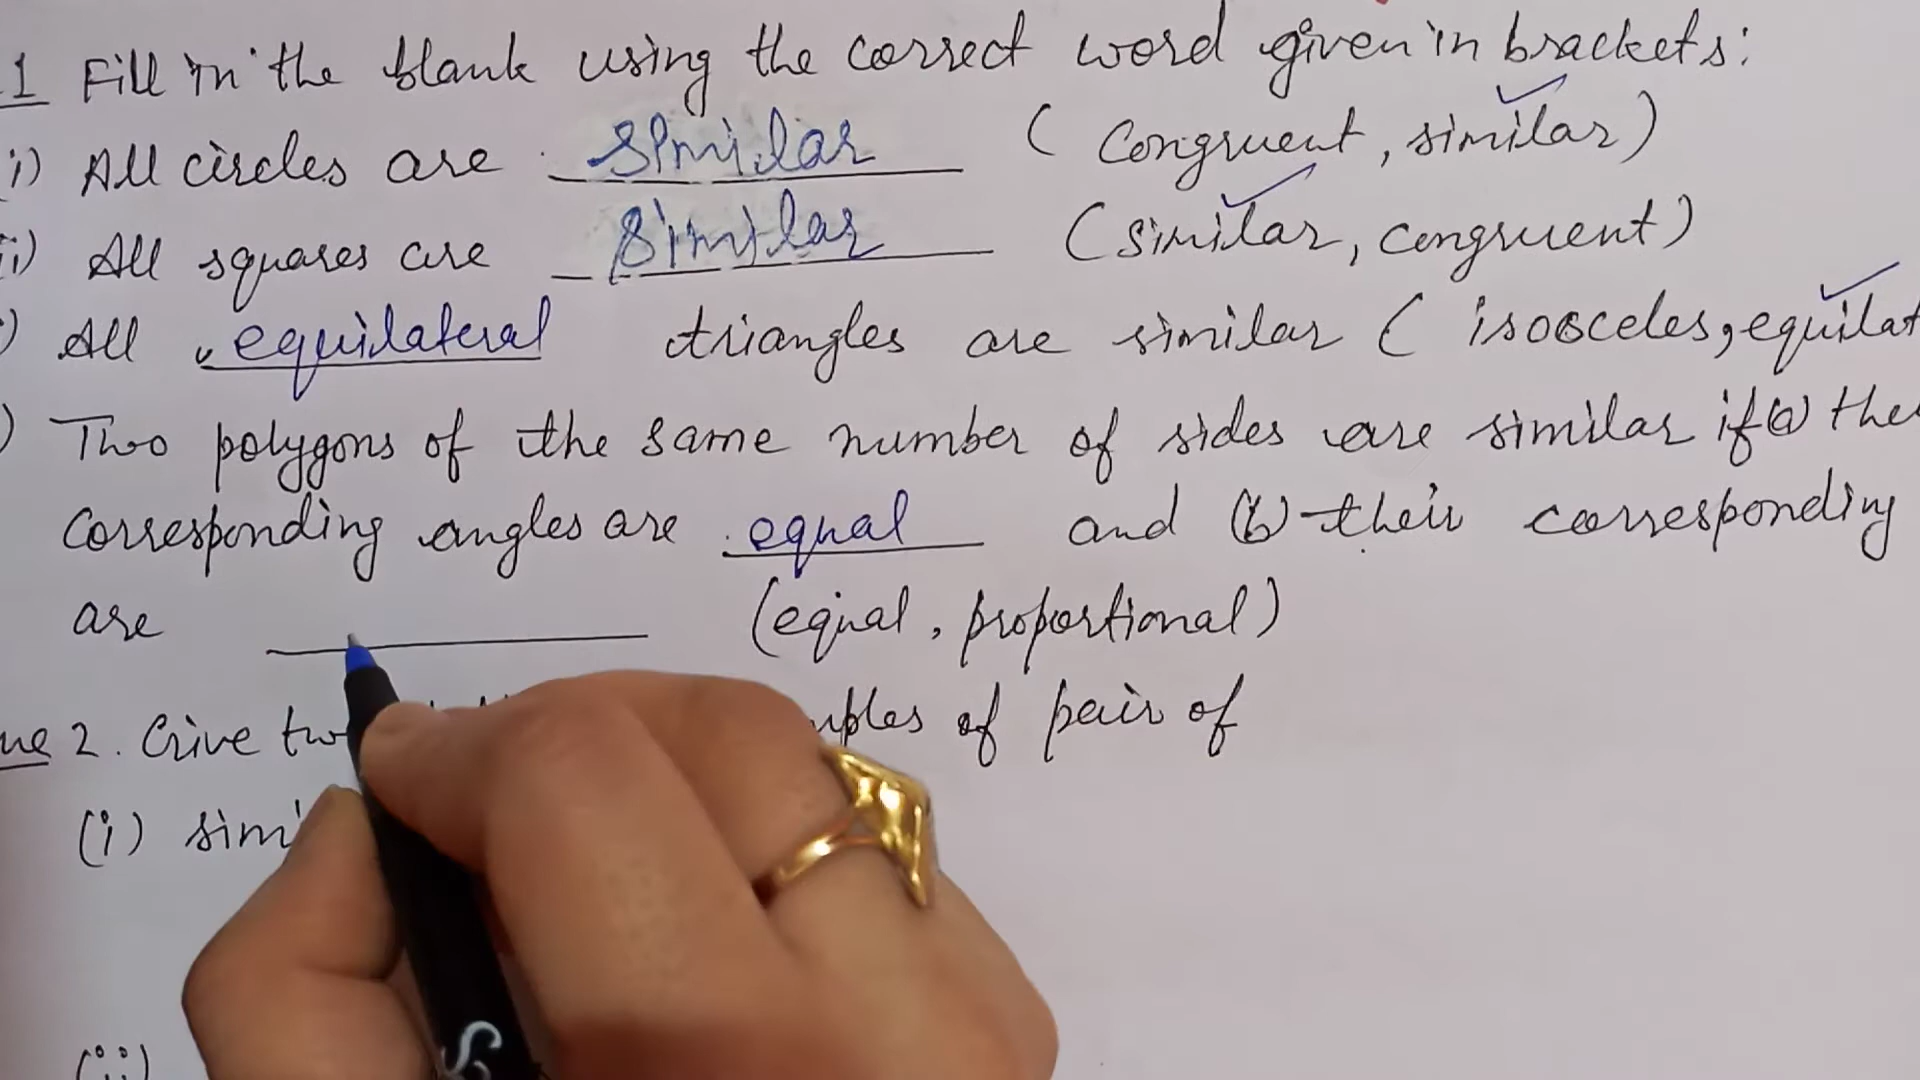 1 Fill in the blank using the correct word given in brackets:
i) All circles are similar (congruent, similar)
ii) All squares are similar (similar, congruent)
) All equilateral triangles are similar (isosceles, equilat
) Two polygons of the same number of sides are similar if (a) the
corresponding angles are equal and (b) their corresponding
are (equal, proportional)
2. Give two of pair of
(i) simi
(ii)